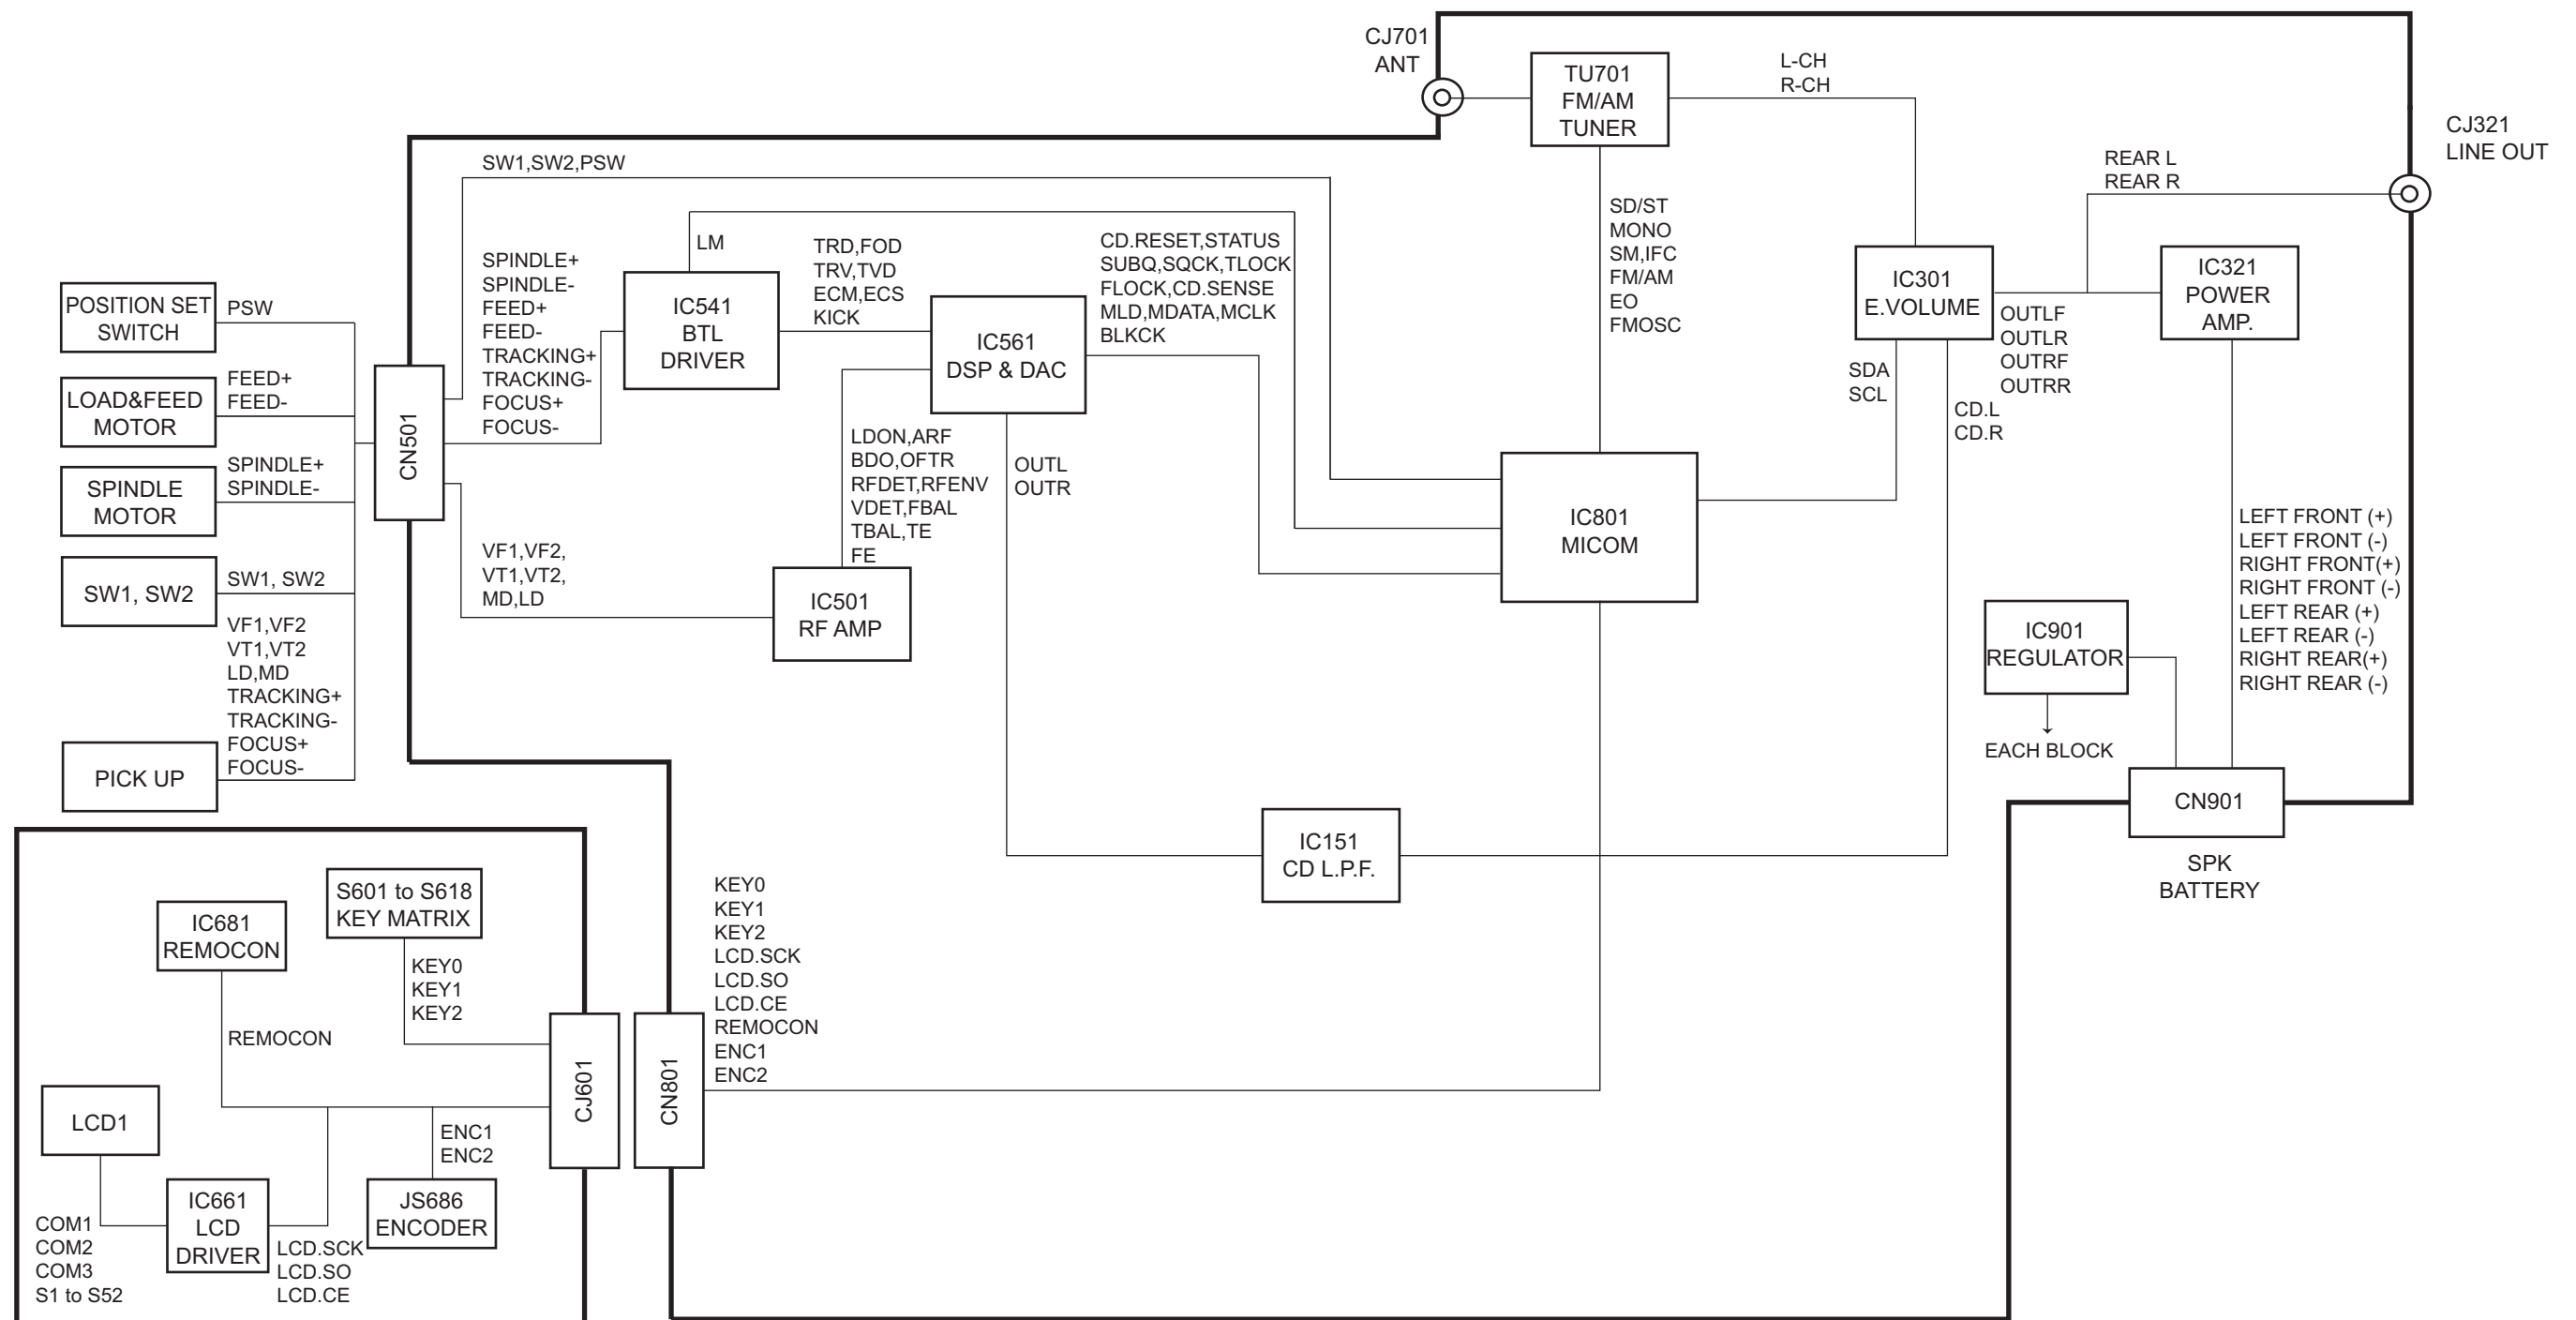 CJ701
ANT
TU701
FM/AM
TUNER
L-CH
R-CH
CJ321
LINE OUT
REAR L
REAR R
SW1,SW2,PSW
SD/ST
MONO
SM,IFC
FM/AM
EO
FMOSC
LM
SPINDLE+
SPINDLE-
FEED+
FEED-
TRACKING+
TRACKING-
FOCUS+
FOCUS-
IC541
BTL
DRIVER
TRD,FOD
TRV,TVD
ECM,ECS
KICK
IC561
DSP & DAC
CD.RESET,STATUS
SUBQ,SQCK,TLOCK
FLOCK,CD.SENSE
MLD,MDATA,MCLK
BLKCK
IC301
E.VOLUME
IC321
POWER
AMP.
OUTLF
OUTLR
OUTRF
OUTRR
SDA
SCL
CD.L
CD.R
POSITION SET
SWITCH
PSW
LOAD&FEED
MOTOR
FEED+
FEED-
SPINDLE
MOTOR
SPINDLE+
SPINDLE-
SW1, SW2
SW1, SW2
VF1,VF2
VT1,VT2
LD,MD
TRACKING+
TRACKING-
FOCUS+
FOCUS-
PICK UP
CN501
VF1,VF2,
VT1,VT2,
MD,LD
LDON,ARF
BDO,OFTR
RFDET,RFENV
VDET,FBAL
TBAL,TE
FE
IC501
RF AMP
OUTL
OUTR
IC801
MICOM
LEFT FRONT (+)
LEFT FRONT (-)
RIGHT FRONT(+)
RIGHT FRONT (-)
LEFT REAR (+)
LEFT REAR (-)
RIGHT REAR(+)
RIGHT REAR (-)
IC901
REGULATOR
EACH BLOCK
CN901
SPK
BATTERY
IC151
CD L.P.F.
S601 to S618
KEY MATRIX
IC681
REMOCON
KEY0
KEY1
KEY2
REMOCON
LCD1
ENC1
ENC2
IC661
LCD
DRIVER
JS686
ENCODER
COM1
COM2
COM3
S1 to S52
LCD.SCK
LCD.SO
LCD.CE
CJ601
CN801
KEY0
KEY1
KEY2
LCD.SCK
LCD.SO
LCD.CE
REMOCON
ENC1
ENC2